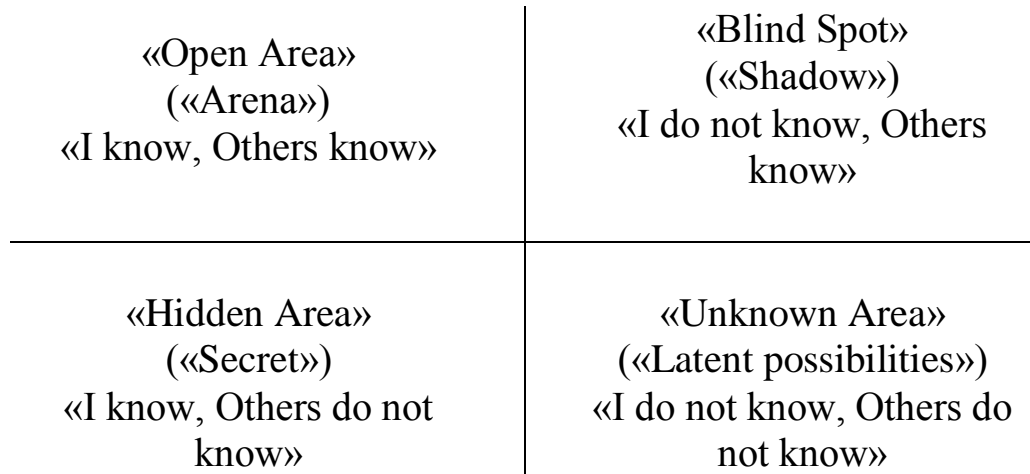 «Open Area»
(«Arena»)
«I know, Others know»
«Blind Spot»
(«Shadow»)
«I do not know, Others
know»
«Hidden Area»
(«Secret»)
«I know, Others do not
know»
«Unknown Area»
(«Latent possibilities»)
«I do not know, Others do
not know»